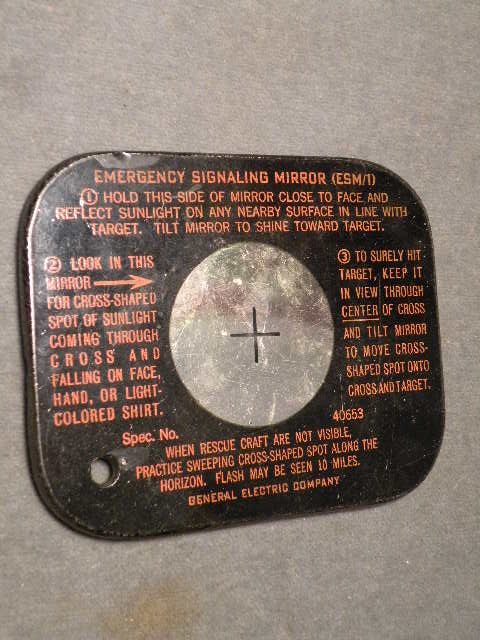 EMERGENCY SIGNALING MIRROR (ESM/1)
① HOLD THIS SIDE OF MIRROR CLOSE TO FACE AND
REFLECT SUNLIGHT ON ANY NEARBY SURFACE IN LINE WITH
TARGET. TILT MIRROR TO SHINE TOWARD TARGET.
② LOOK IN THIS
MIRROR →
FOR CROSS-SHAPED
SPOT OF SUNLIGHT
COMING THROUGH
CROSS AND
FALLING ON FACE,
HAND, OR LIGHT-
COLORED SHIRT.
③ TO SURELY HIT
TARGET, KEEP IT
IN VIEW THROUGH
CENTER OF CROSS
AND TILT MIRROR
TO MOVE CROSS-
SHAPED SPOT ONTO
CROSS AND TARGET.
40653
Spec. No.
WHEN RESCUE CRAFT ARE NOT VISIBLE,
PRACTICE SWEEPING CROSS-SHAPED SPOT ALONG THE
HORIZON. FLASH MAY BE SEEN 10 MILES.
GENERAL ELECTRIC COMPANY